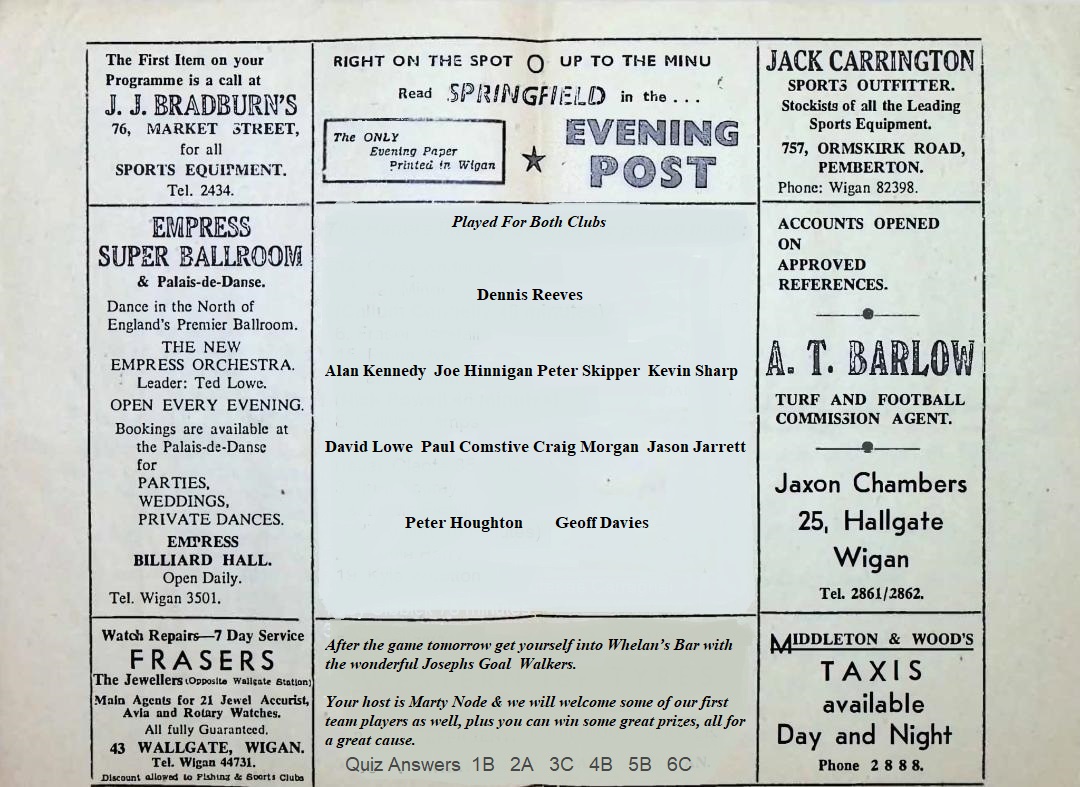 The First Item on your
Programme is a call at
J. J. BRADBURN'S
76, MARKET STREET,
for all
SPORTS EQUIPMENT.
Tel. 2434.
EMPRESS
SUPER BALLROOM
& Palais-de-Danse.
Dance in the North of
England's Premier Ballroom.
THE NEW
EMPRESS ORCHESTRA.
Leader: Ted Lowe.
OPEN EVERY EVENING.
Bookings are available at
the Palais-de-Danse
for
PARTIES,
WEDDINGS,
PRIVATE DANCES.
EMPRESS
BILLIARD HALL.
Open Daily.
Tel. Wigan 3501.
Watch Repairs—7 Day Service
FRASERS
The Jewellers (Opposite Wallgate Station)
Main Agents for 21 Jewel Accurist,
Avia and Rotary Watches.
All fully Guaranteed.
43 WALLGATE, WIGAN.
Tel. Wigan 44731.
Discount allowed to Fishing & Sports Clubs
RIGHT ON THE SPOT O UP TO THE MINU
Read SPRINGFIELD in the ...
The ONLY
Evening Paper
Printed in Wigan
★ EVENING
POST
Played For Both Clubs
Dennis Reeves
Alan Kennedy Joe Hinnigan Peter Skipper Kevin Sharp
David Lowe Paul Comstive Craig Morgan Jason Jarrett
Peter Houghton Geoff Davies
After the game tomorrow get yourself into Whelan's Bar with
the wonderful Josephs Goal Walkers.
Your host is Marty Node & we will welcome some of our first
team players as well, plus you can win some great prizes, all for
a great cause.
Quiz Answers 1B 2A 3C 4B 5B 6C
JACK CARRINGTON
SPORTS OUTFITTER.
Stockists of all the Leading
Sports Equipment.
757, ORMSKIRK ROAD,
PEMBERTON.
Phone: Wigan 82398.
ACCOUNTS OPENED
ON
APPROVED
REFERENCES.
A. T. BARLOW
TURF AND FOOTBALL
COMMISSION AGENT.
Jaxon Chambers
25, Hallgate
Wigan
Tel. 2861/2862.
MIDDLETON & WOOD'S
TAXIS
available
Day and Night
Phone 2888.